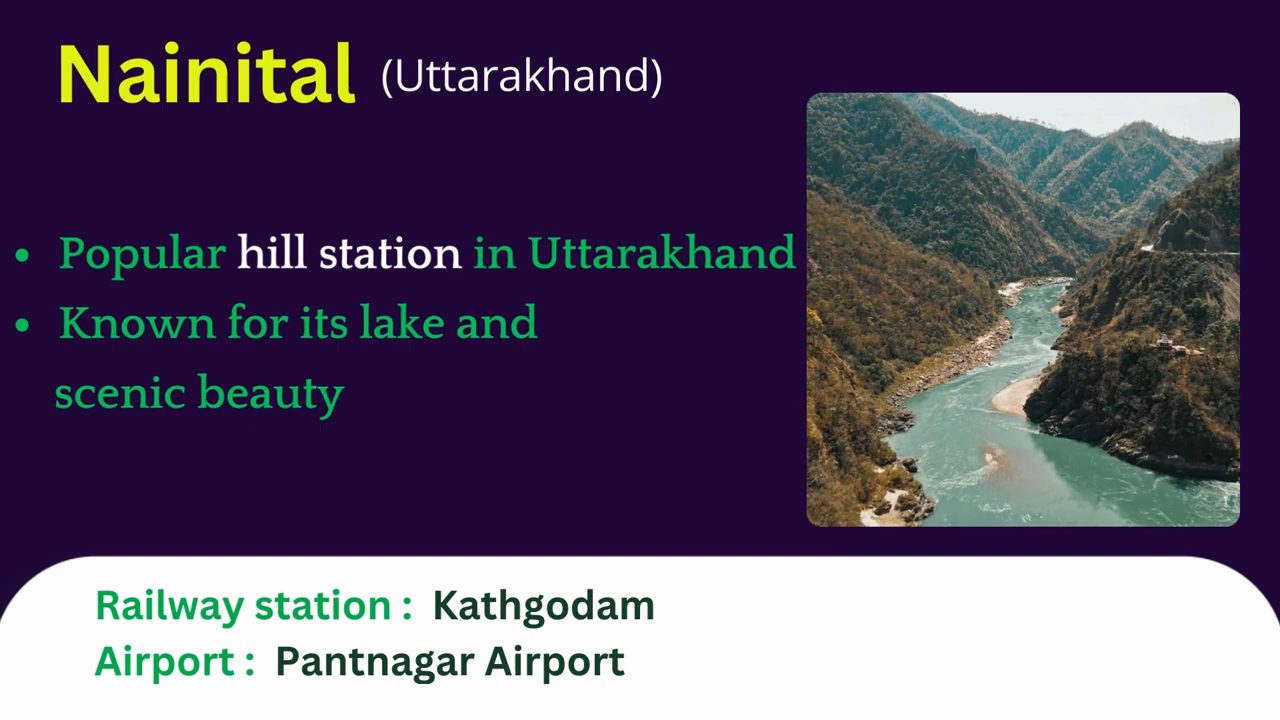 Nainital (Uttarakhand)
• Popular hill station in Uttarakhand
• Known for its lake and
scenic beauty
Railway station : Kathgodam
Airport : Pantnagar Airport